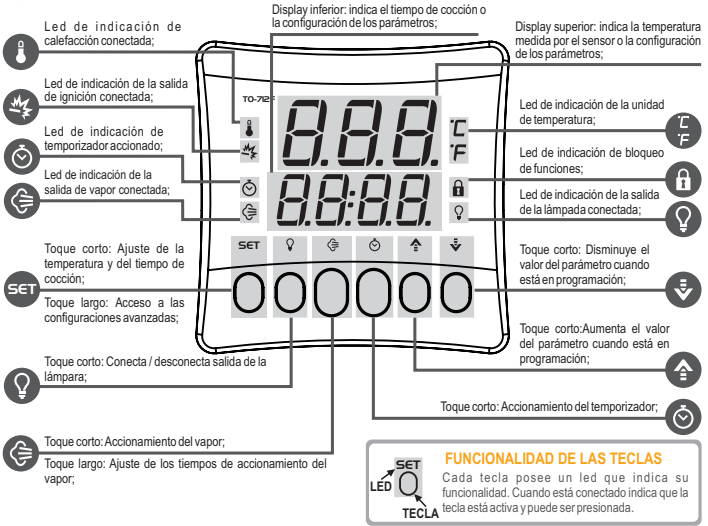 Led de indicación de
calefacción conectada;
Display inferior: indica el tiempo de cocción o
la configuración de los parámetros;
Display superior: indica la temperatura
medida por el sensor o la configuración
de los parámetros;
Led de indicación de la salida
de ignición conectada;
Led de indicación de
temporizador accionado;
Led de indicación de la
salida de vapor conectada;
TO-712F
8.8.8.
8.8:8.8.
°C
°F
Led de indicación de la unidad
de temperatura;
°C
°F
Led de indicación de bloqueo
de funciones;
Led de indicación de la salida
de la lámpada conectada;
SET
Toque corto: Ajuste de la
temperatura y del tiempo de
cocción;
SET
Toque largo: Acceso a las
configuraciones avanzadas;
Toque corto: Disminuye el
valor del parámetro cuando
está en programación;
Toque corto:Aumenta el valor
del parámetro cuando está en
programación;
Toque corto: Conecta / desconecta salida de la
lámpara;
Toque corto: Accionamiento del temporizador;
Toque corto: Accionamiento del vapor;
Toque largo: Ajuste de los tiempos de accionamiento del
vapor;
SET
LED
TECLA
FUNCIONALIDAD DE LAS TECLAS
Cada tecla posee un led que indica su
funcionalidad. Cuando está conectado indica que la
tecla está activa y puede ser presionada.